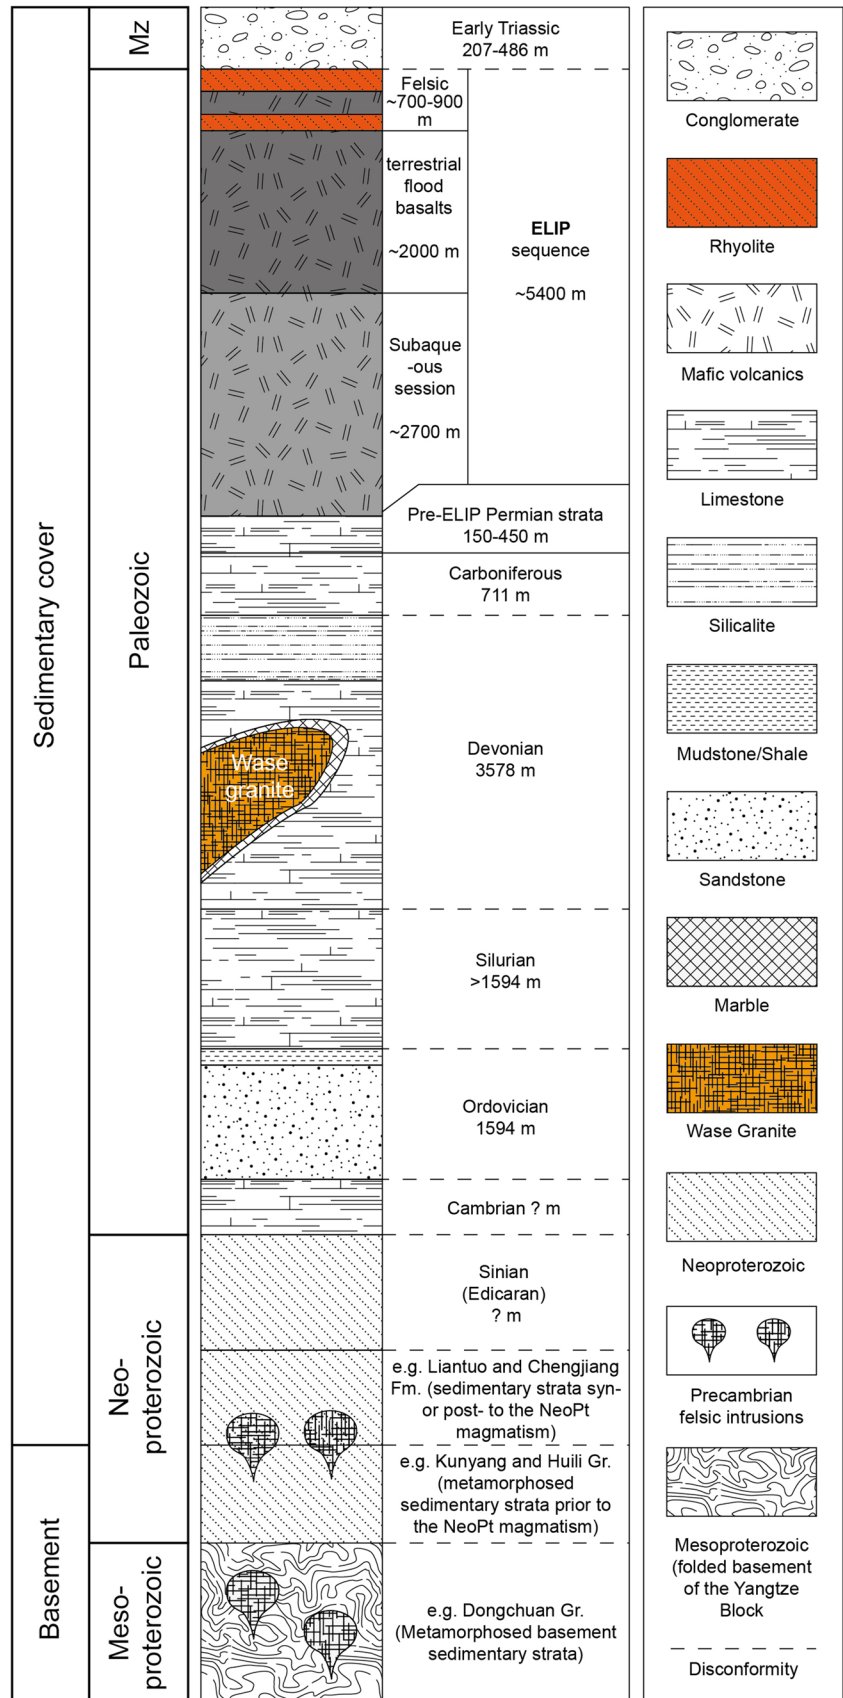 Mz
Early Triassic
207-486 m
Sedimentary cover
Paleozoic
Felsic
~700-900
m
terrestrial
flood
basalts
~2000 m
ELIP
sequence
~5400 m
Subaque
-ous
session
~2700 m
Pre-ELIP Permian strata
150-450 m
Carboniferous
711 m
Wase
granite
Devonian
3578 m
Silurian
>1594 m
Ordovician
1594 m
Cambrian ? m
Neo-
proterozoic
Sinian
(Edicaran)
? m
e.g. Liantuo and Chengjiang
Fm. (sedimentary strata syn-
or post- to the NeoPt
magmatism)
Basement
e.g. Kunyang and Huili Gr.
(metamorphosed
sedimentary strata prior to
the NeoPt magmatism)
Meso-
proterozoic
e.g. Dongchuan Gr.
(Metamorphosed basement
sedimentary strata)
Conglomerate
Rhyolite
Mafic volcanics
Limestone
Silicalite
Mudstone/Shale
Sandstone
Marble
Wase Granite
Neoproterozoic
Precambrian
felsic intrusions
Mesoproterozoic
(folded basement
of the Yangtze
Block
Disconformity